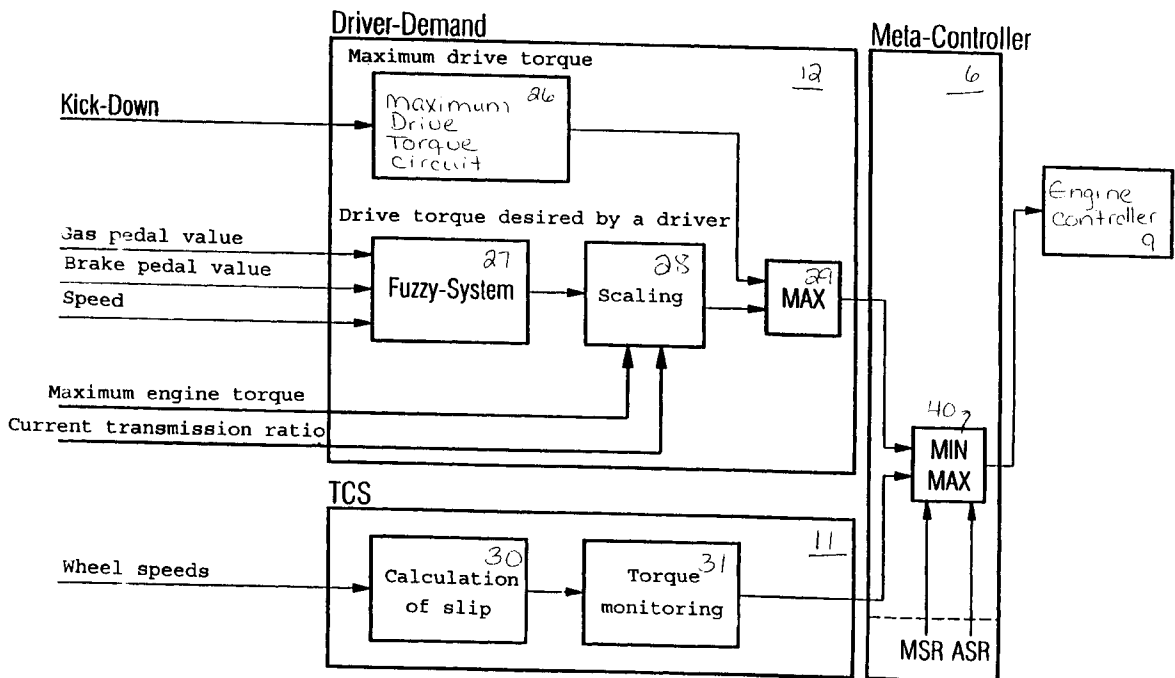 Driver-Demand
Meta-Controller
Maximum drive torque
12
6
Kick-Down
26
Maximum
Drive
Torque
Circuit
Engine
Controller
9
Drive torque desired by a driver
Gas pedal value
Brake pedal value
Speed
27
Fuzzy-System
28
Scaling
29
MAX
Maximum engine torque
Current transmission ratio
40
MIN
MAX
TCS
11
Wheel speeds
30
Calculation
of slip
31
Torque
monitoring
MSR ASR